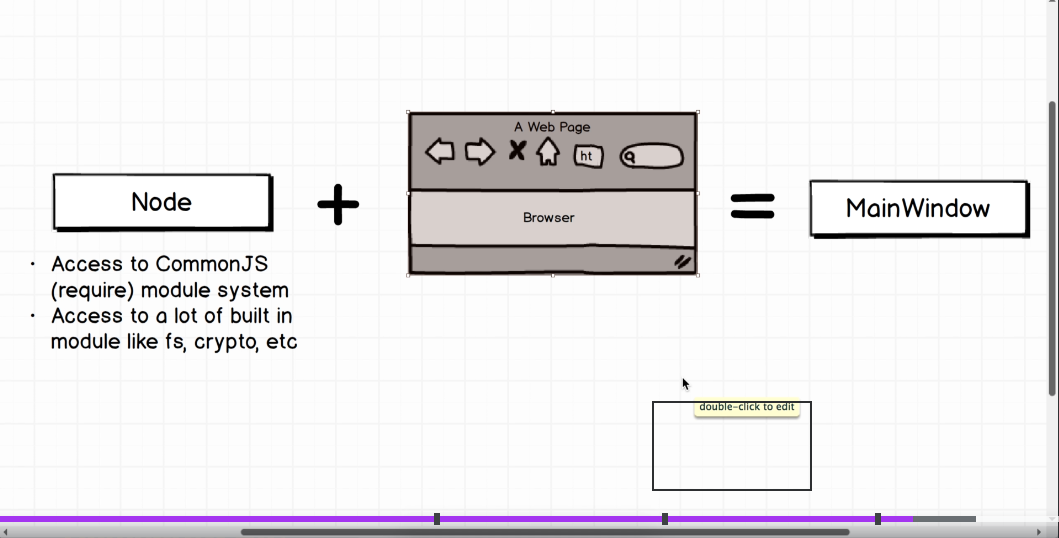 A Web Page
ht
Node
Browser
MainWindow
· Access to CommonJS
(require) module system
· Access to a lot of built in
module like fs, crypto, etc
double-click to edit